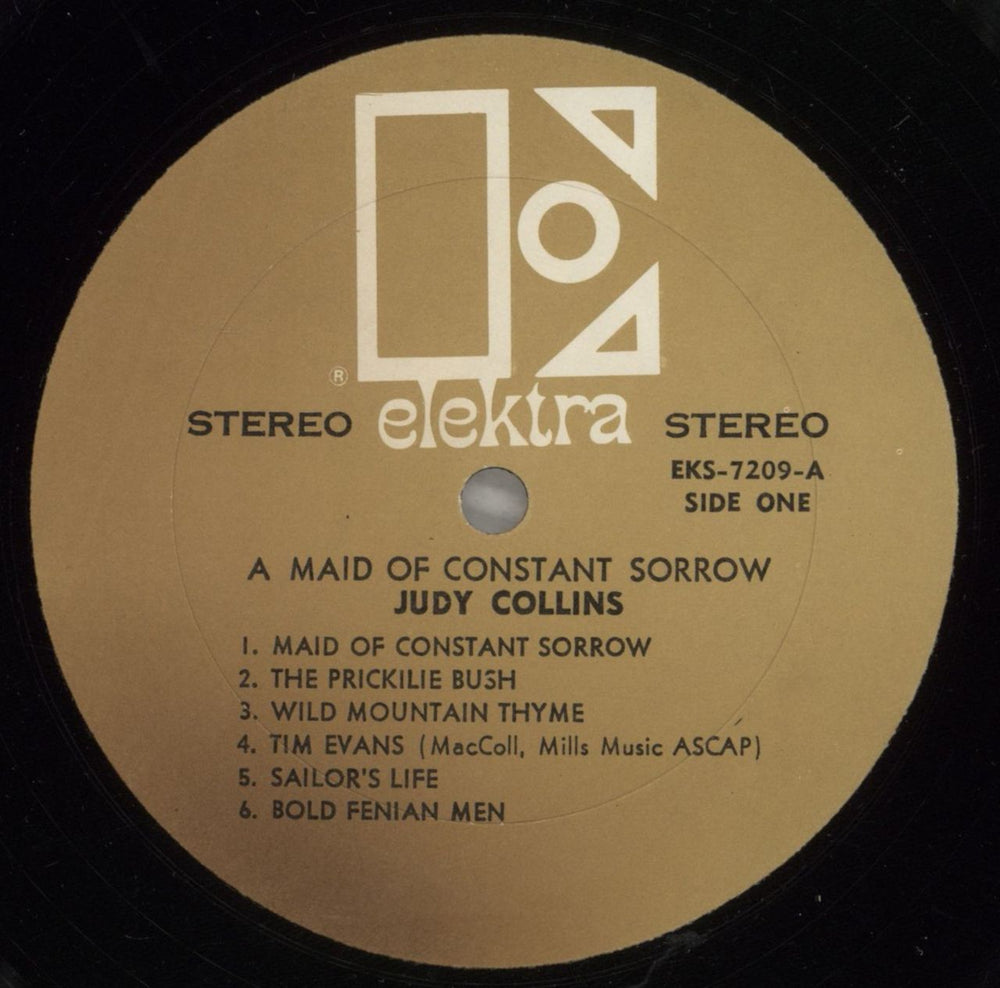 ®
STEREO elektra STEREO
EKS-7209-A
SIDE ONE
A MAID OF CONSTANT SORROW
JUDY COLLINS
1. MAID OF CONSTANT SORROW
2. THE PRICKILIE BUSH
3. WILD MOUNTAIN THYME
4. TIM EVANS (MacColl, Mills Music ASCAP)
5. SAILOR'S LIFE
6. BOLD FENIAN MEN